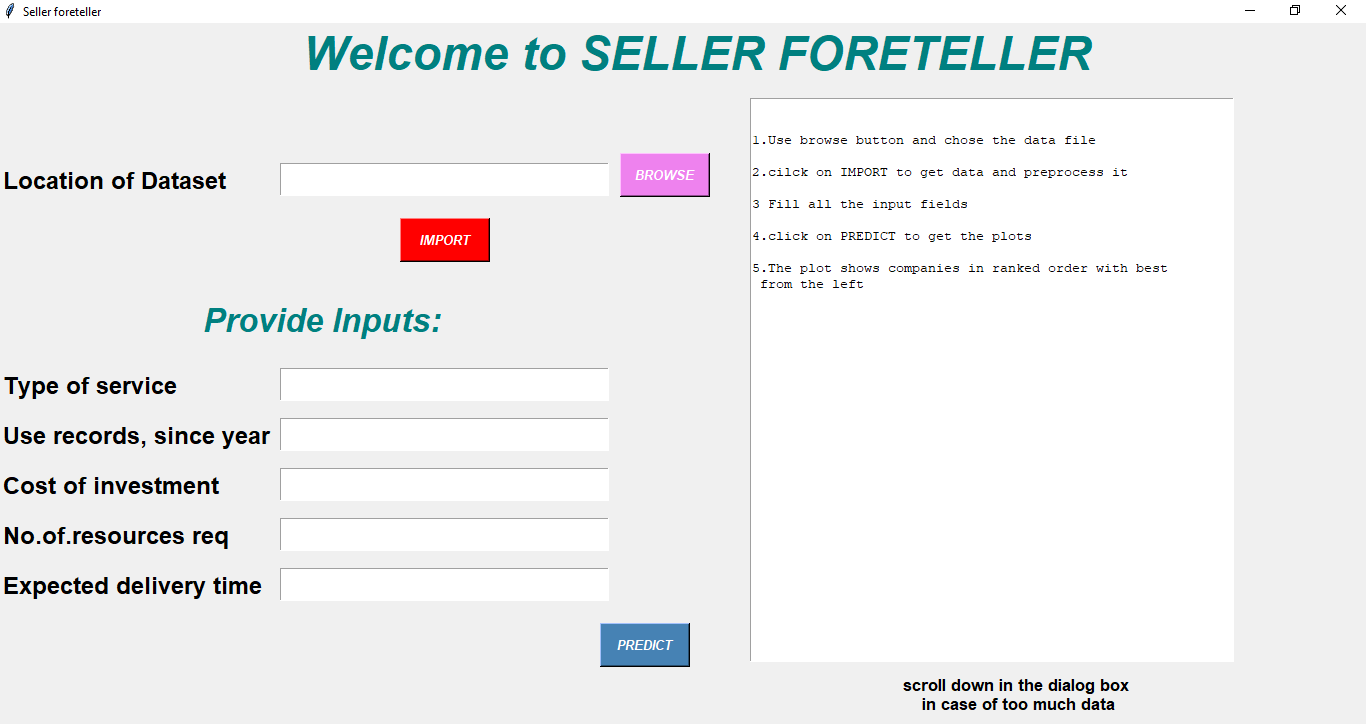 Seller foreteller
Welcome to SELLER FORETELLER
Location of Dataset
BROWSE
IMPORT
Provide Inputs:
Type of service
Use records, since year
Cost of investment
No.of.resources req
Expected delivery time
PREDICT
1.Use browse button and chose the data file
2.cilck on IMPORT to get data and preprocess it
3 Fill all the input fields
4.click on PREDICT to get the plots
5.The plot shows companies in ranked order with best
from the left
scroll down in the dialog box
in case of too much data